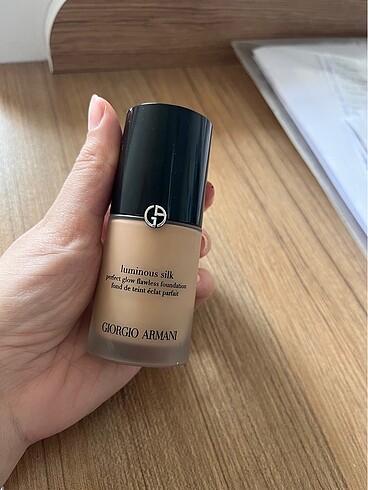 luminous silk
perfect glow flawless foundation
fond de teint éclat parfait
GIORGIO ARMANI